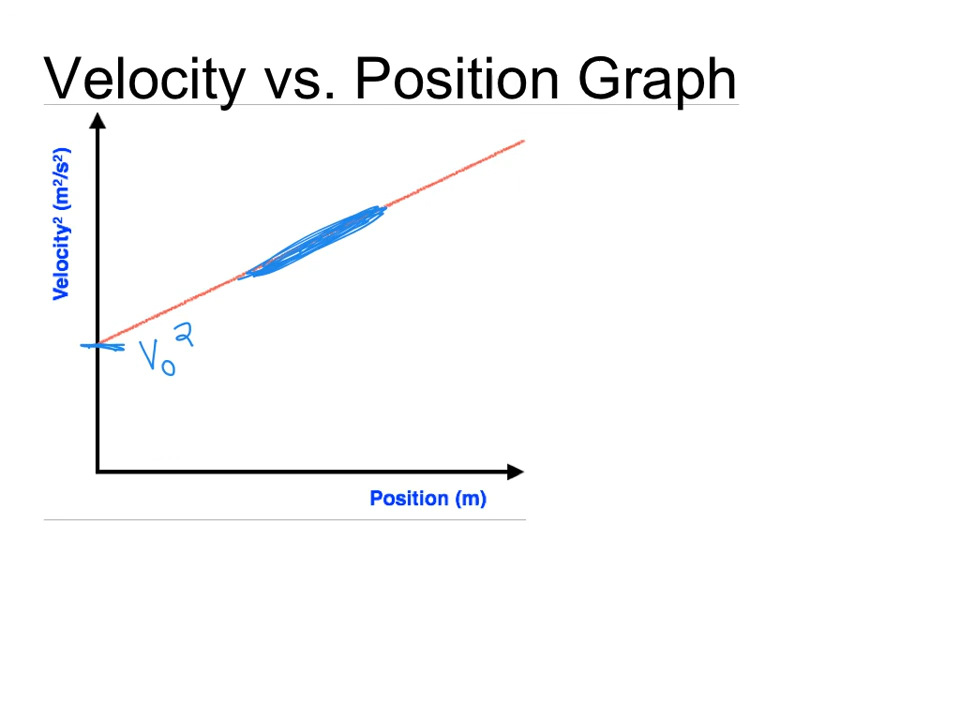 Velocity vs. Position Graph
Velocity² (m²/s²)
V₀²
Position (m)